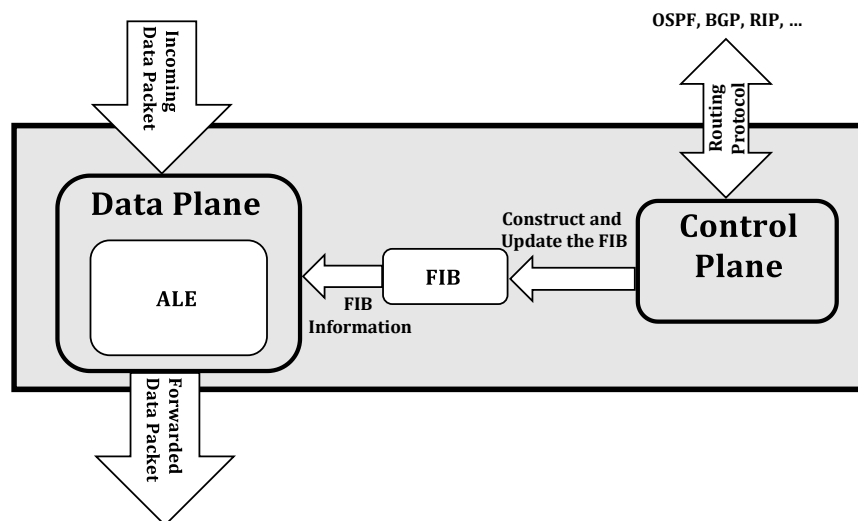 OSPF, BGP, RIP, ...
Incoming
Data Packet
Routing
Protocol
Data Plane
ALE
Construct and
Update the FIB
FIB
FIB
Information
Control
Plane
Forwarded
Data Packet